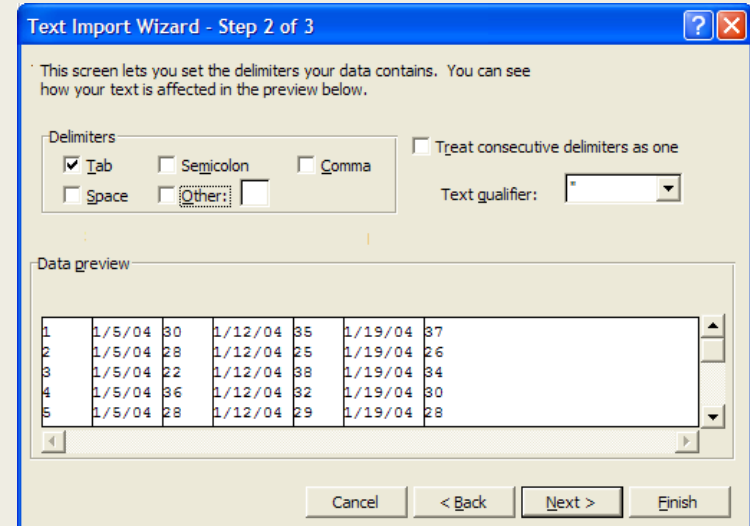 Text Import Wizard - Step 2 of 3
This screen lets you set the delimiters your data contains. You can see
how your text is affected in the preview below.
Delimiters
Tab Semicolon Comma
Treat consecutive delimiters as one
Space Other:
Text qualifier: "
Data preview
1 1/5/04 30 1/12/04 35 1/19/04 37
2 1/5/04 28 1/12/04 25 1/19/04 26
3 1/5/04 22 1/12/04 38 1/19/04 34
4 1/5/04 36 1/12/04 32 1/19/04 30
5 1/5/04 28 1/12/04 29 1/19/04 28
Cancel < Back Next > Finish